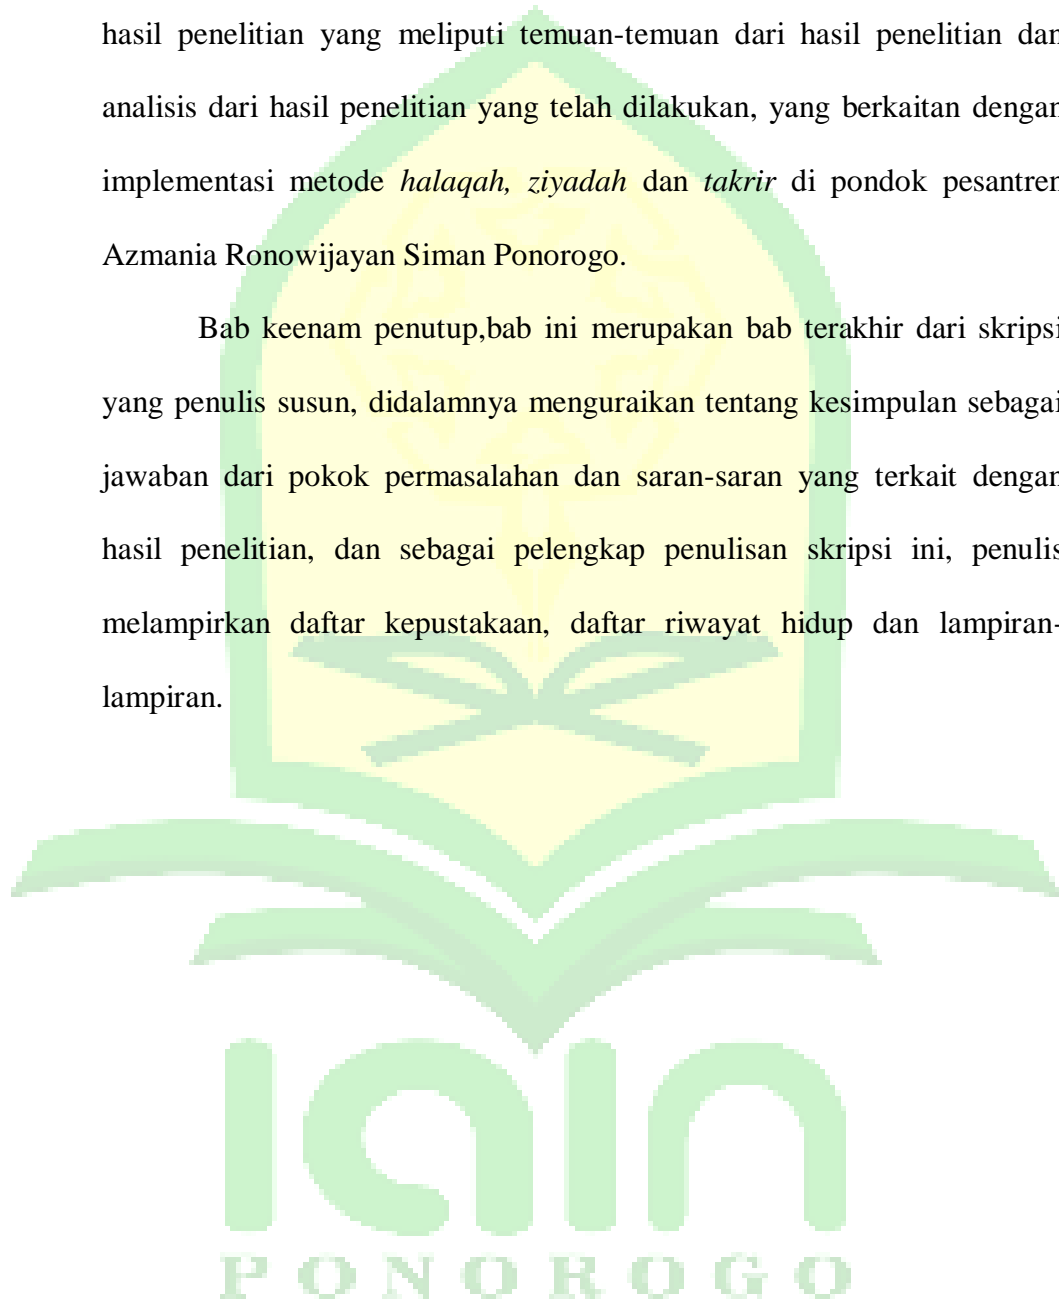 hasil penelitian yang meliputi temuan-temuan dari hasil penelitian dan
analisis dari hasil penelitian yang telah dilakukan, yang berkaitan dengan
implementasi metode halaqah, ziyadah dan takrir di pondok pesantren
Azmania Ronowijayan Siman Ponorogo.
Bab keenam penutup,bab ini merupakan bab terakhir dari skripsi
yang penulis susun, didalamnya menguraikan tentang kesimpulan sebagai
jawaban dari pokok permasalahan dan saran-saran yang terkait dengan
hasil penelitian, dan sebagai pelengkap penulisan skripsi ini, penulis
melampirkan daftar kepustakaan, daftar riwayat hidup dan lampiran-
lampiran.
iain
PONOROGO